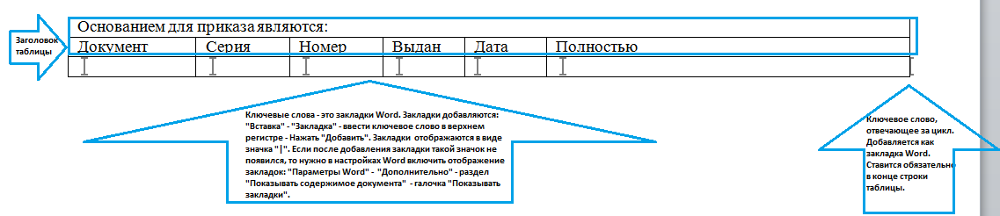 Основанием для приказа являются:
Заголовок
таблицы
Документ Серия Номер Выдан Дата Полностью
Ключевые слова - это закладки Word. Закладки добавляются:
"Вставка" - "Закладка" - ввести ключевое слово в верхнем
регистре - Нажать "Добавить". Закладки отображаются в виде
значка "|". Если после добавления закладки такой значок не
появился, то нужно в настройках Word включить отображение
закладок: "Параметры Word" - "Дополнительно" - раздел
"Показывать содержимое документа" - галочка "Показывать
закладки".
Ключевое слово,
отвечающее за цикл.
Добавляется как
закладка Word.
Ставится обязательно
в конце строки
таблицы.